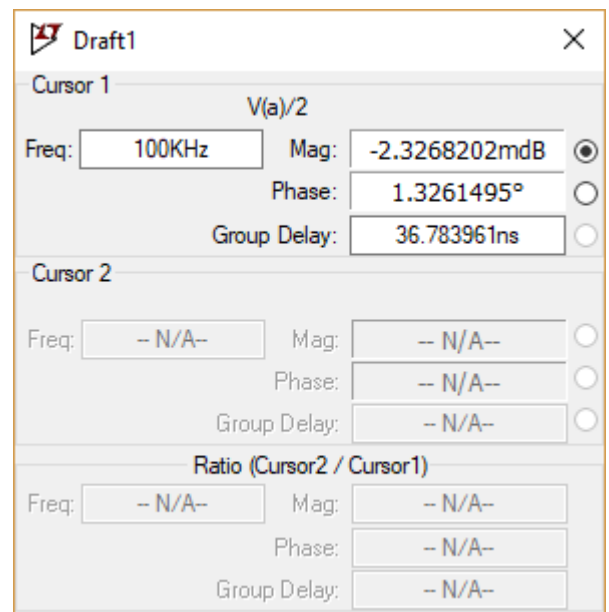 Draft1
Cursor 1
V(a)/2
Freq: 100KHz Mag: -2.3268202mdB
Phase: 1.3261495°
Group Delay: 36.783961ns
Cursor 2
Freq: -- N/A-- Mag: -- N/A--
Phase: -- N/A--
Group Delay: -- N/A--
Ratio (Cursor2 / Cursor1)
Freq: -- N/A-- Mag: -- N/A--
Phase: -- N/A--
Group Delay: -- N/A--